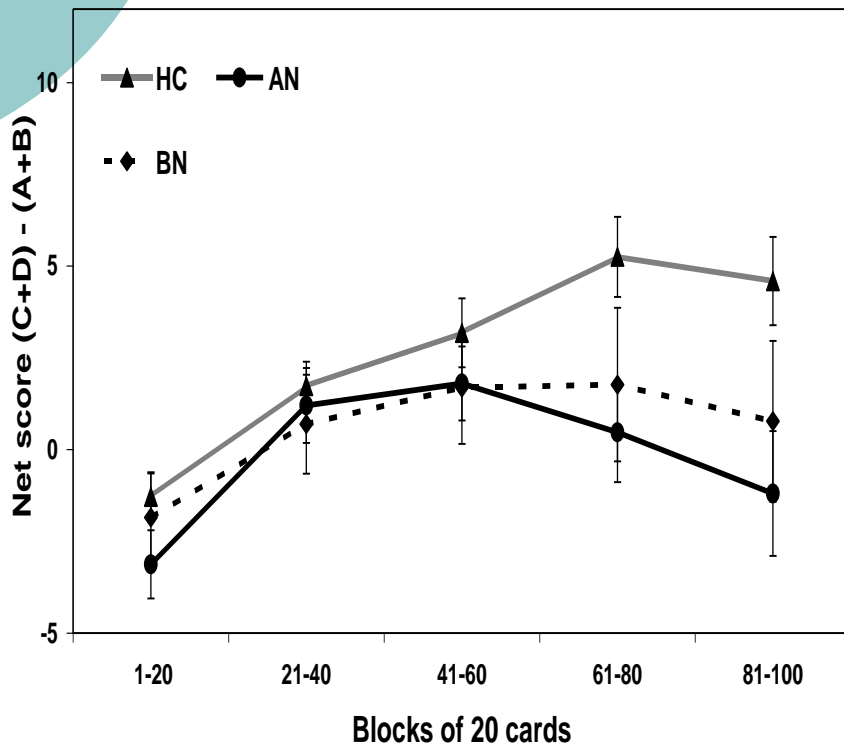 HC AN
BN
10
5
0
-5
Net score (C+D) - (A+B)
1-20 21-40 41-60 61-80 81-100
Blocks of 20 cards